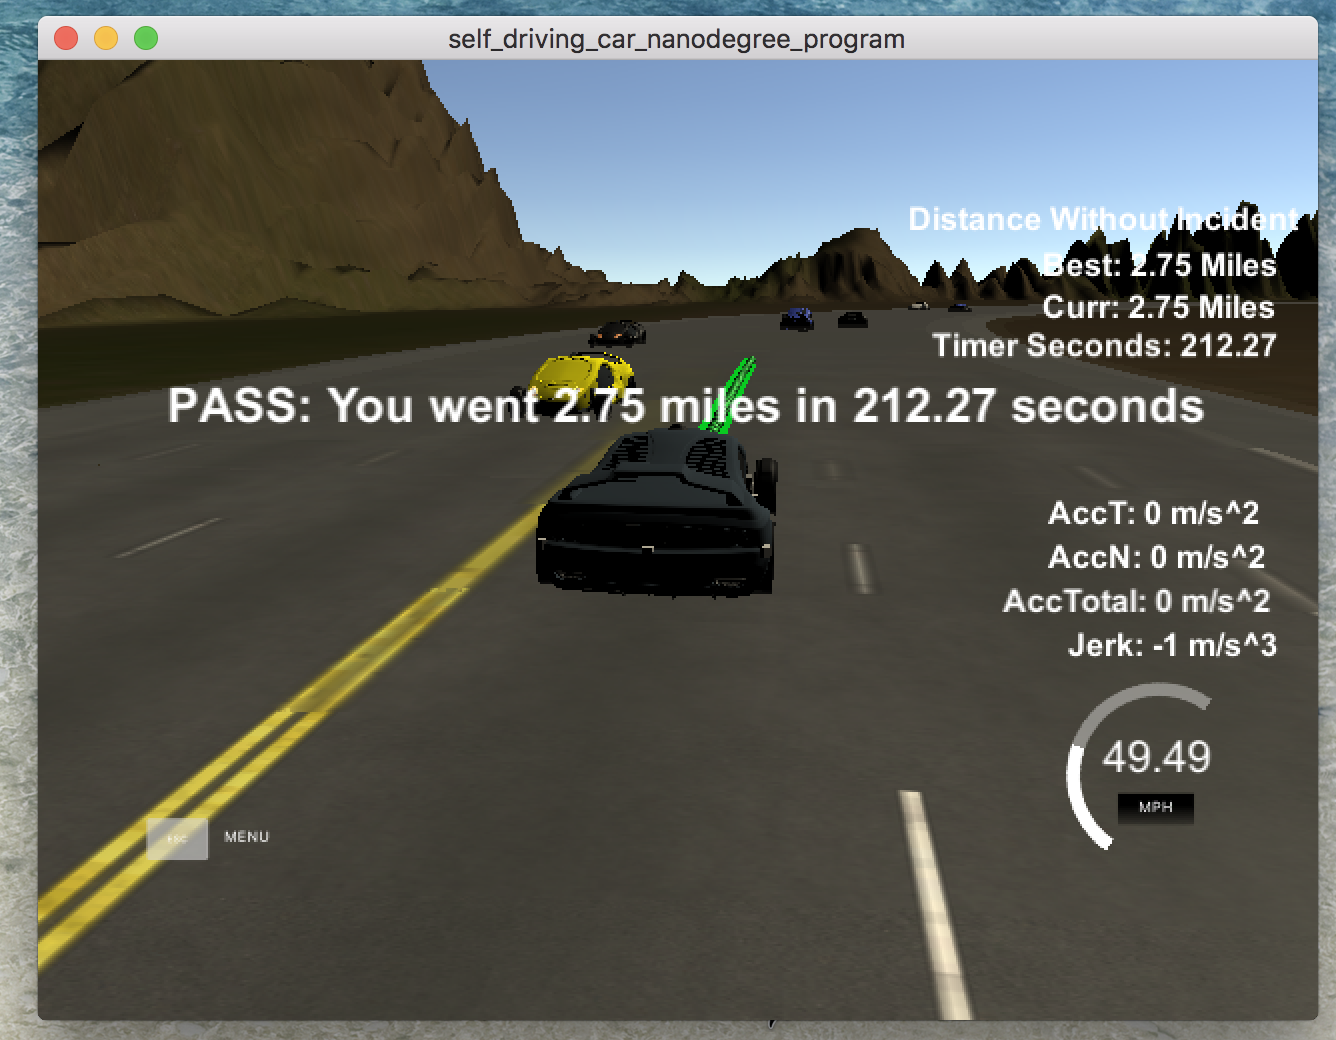 self_driving_car_nanodegree_program
Distance Without Incident
Best: 2.75 Miles
Curr: 2.75 Miles
Timer Seconds: 212.27
PASS: You went 2.75 miles in 212.27 seconds
AccT: 0 m/s^2
AccN: 0 m/s^2
AccTotal: 0 m/s^2
Jerk: -1 m/s^3
49.49
MPH
ESC MENU